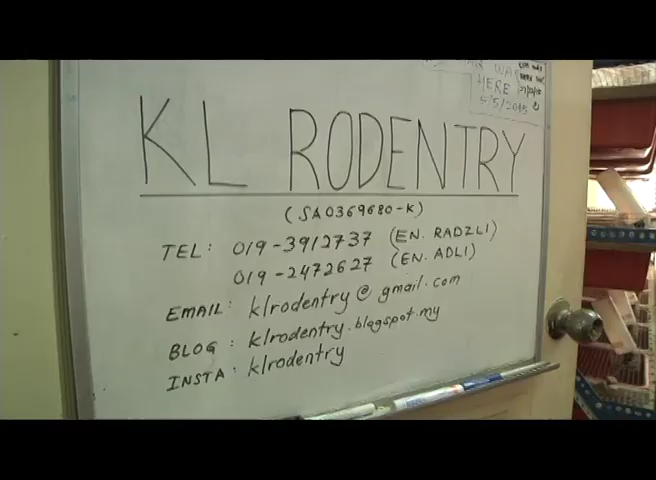 KL RODENTRY
(SA0369680-K)
TEL: 019-3912737 (EN. RADZLI)
019-2472627 (EN. ADLI)
EMAIL: klrodentry@gmail.com
BLOG: klrodentry.blogspot.my
INSTA: klrodentry
WAS
HERE
5/5/2015